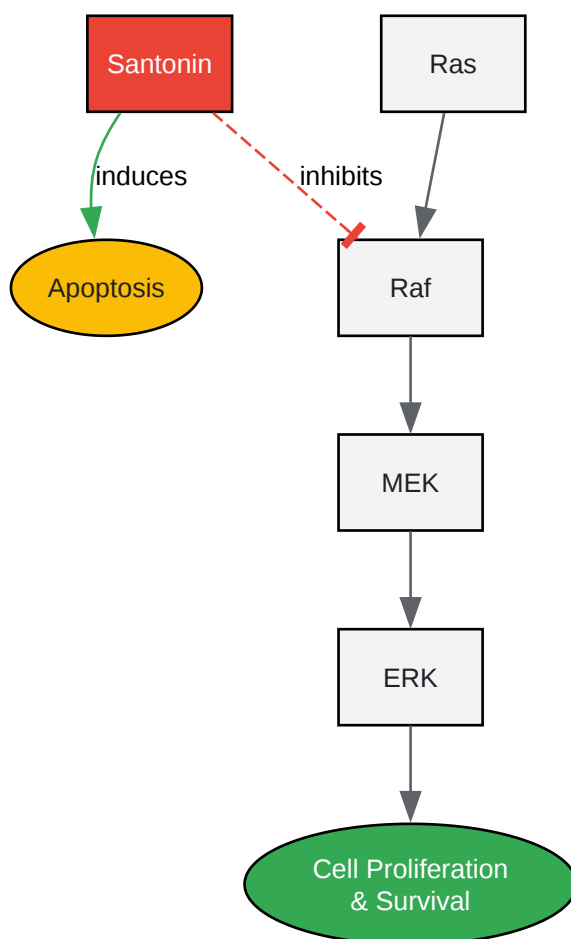 Santonin
Ras
induces
inhibits
Apoptosis
Raf
MEK
ERK
Cell Proliferation
& Survival